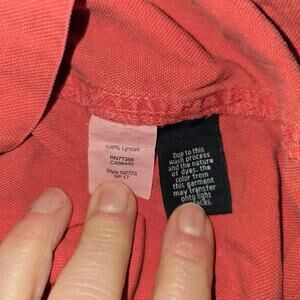 100% Lyocell
RN77388
CA56445
Style G2723
SP 17
Due to this
wash process
and the nature
of dyes, the
color from
this garment
may transfer
onto light